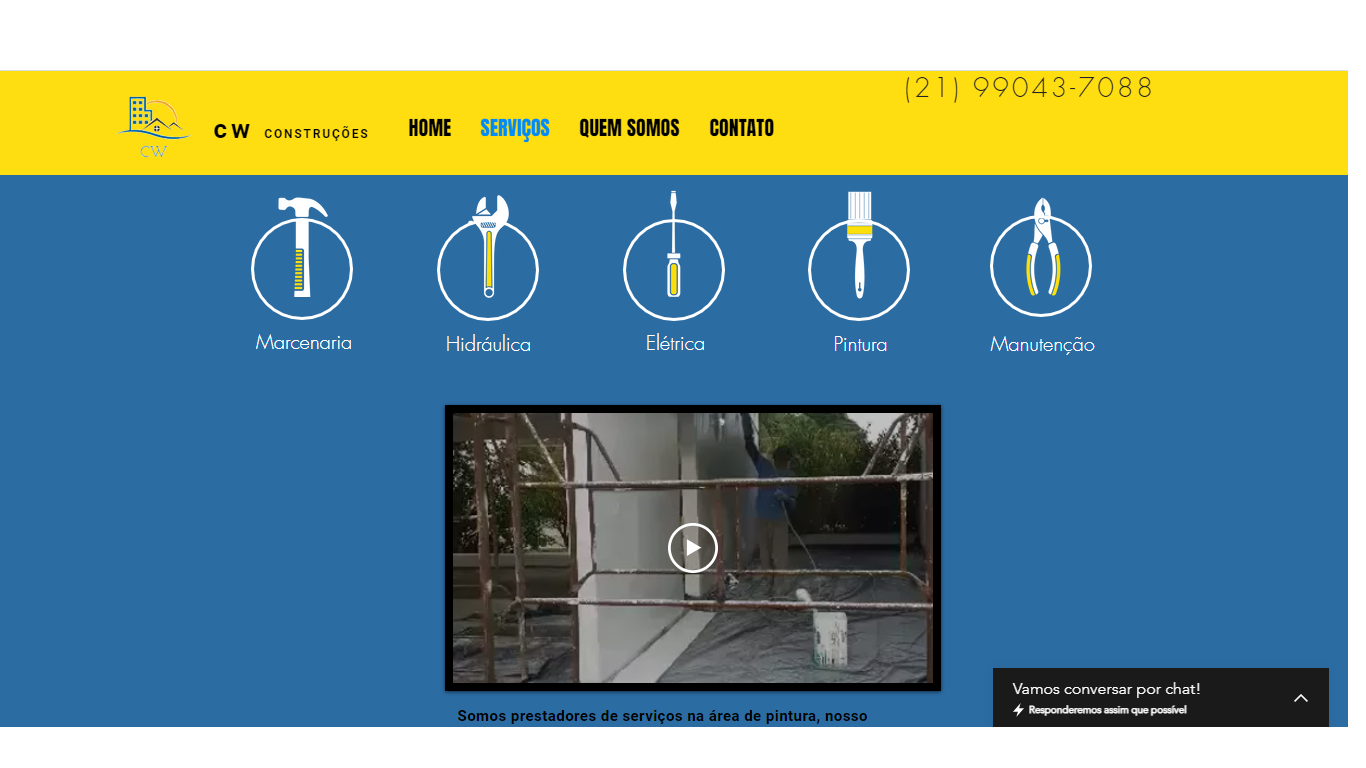 (21) 99043-7088
CW
CW CONSTRUÇÕES
HOME SERVIÇOS QUEM SOMOS CONTATO
Marcenaria Hidráulica Elétrica Pintura Manutenção
Vamos conversar por chat!
Responderemos assim que possível
Somos prestadores de serviços na área de pintura, nosso